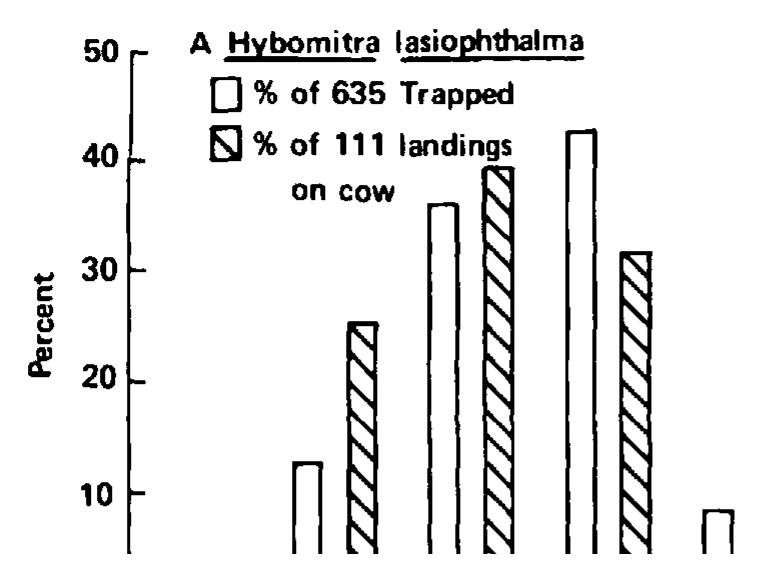 50
A Hybomitra lasiophthalma
% of 635 Trapped
% of 111 landings
on cow
40
30
Percent
20
10